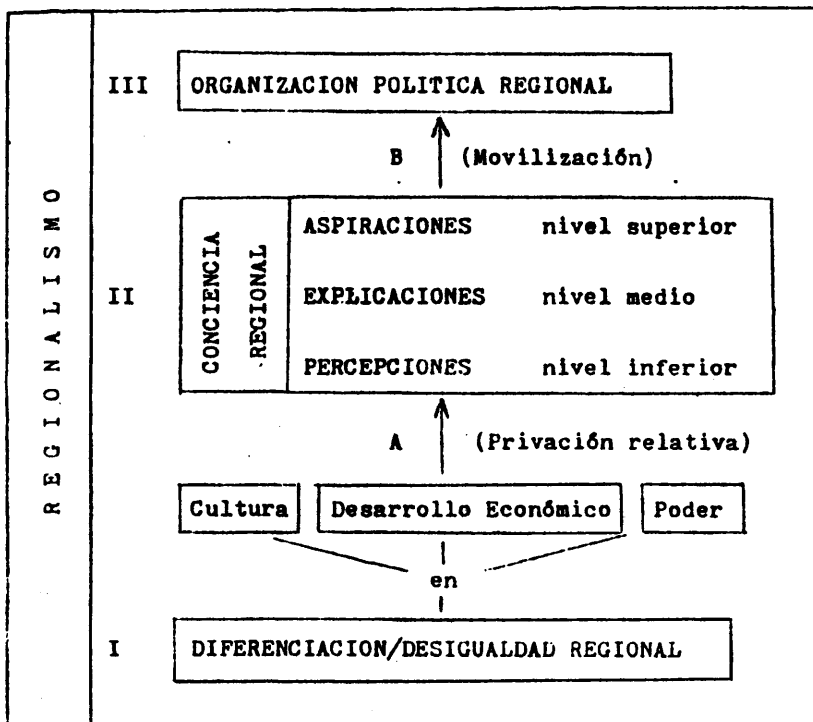 REGIONALISMO
III ORGANIZACION POLITICA REGIONAL
B (Movilización)
II
CONCIENCIA
REGIONAL
ASPIRACIONES nivel superior
EXPLICACIONES nivel medio
PERCEPCIONES nivel inferior
A (Privación relativa)
Cultura Desarrollo Económico Poder
en
I DIFERENCIACION/DESIGUALDAD REGIONAL